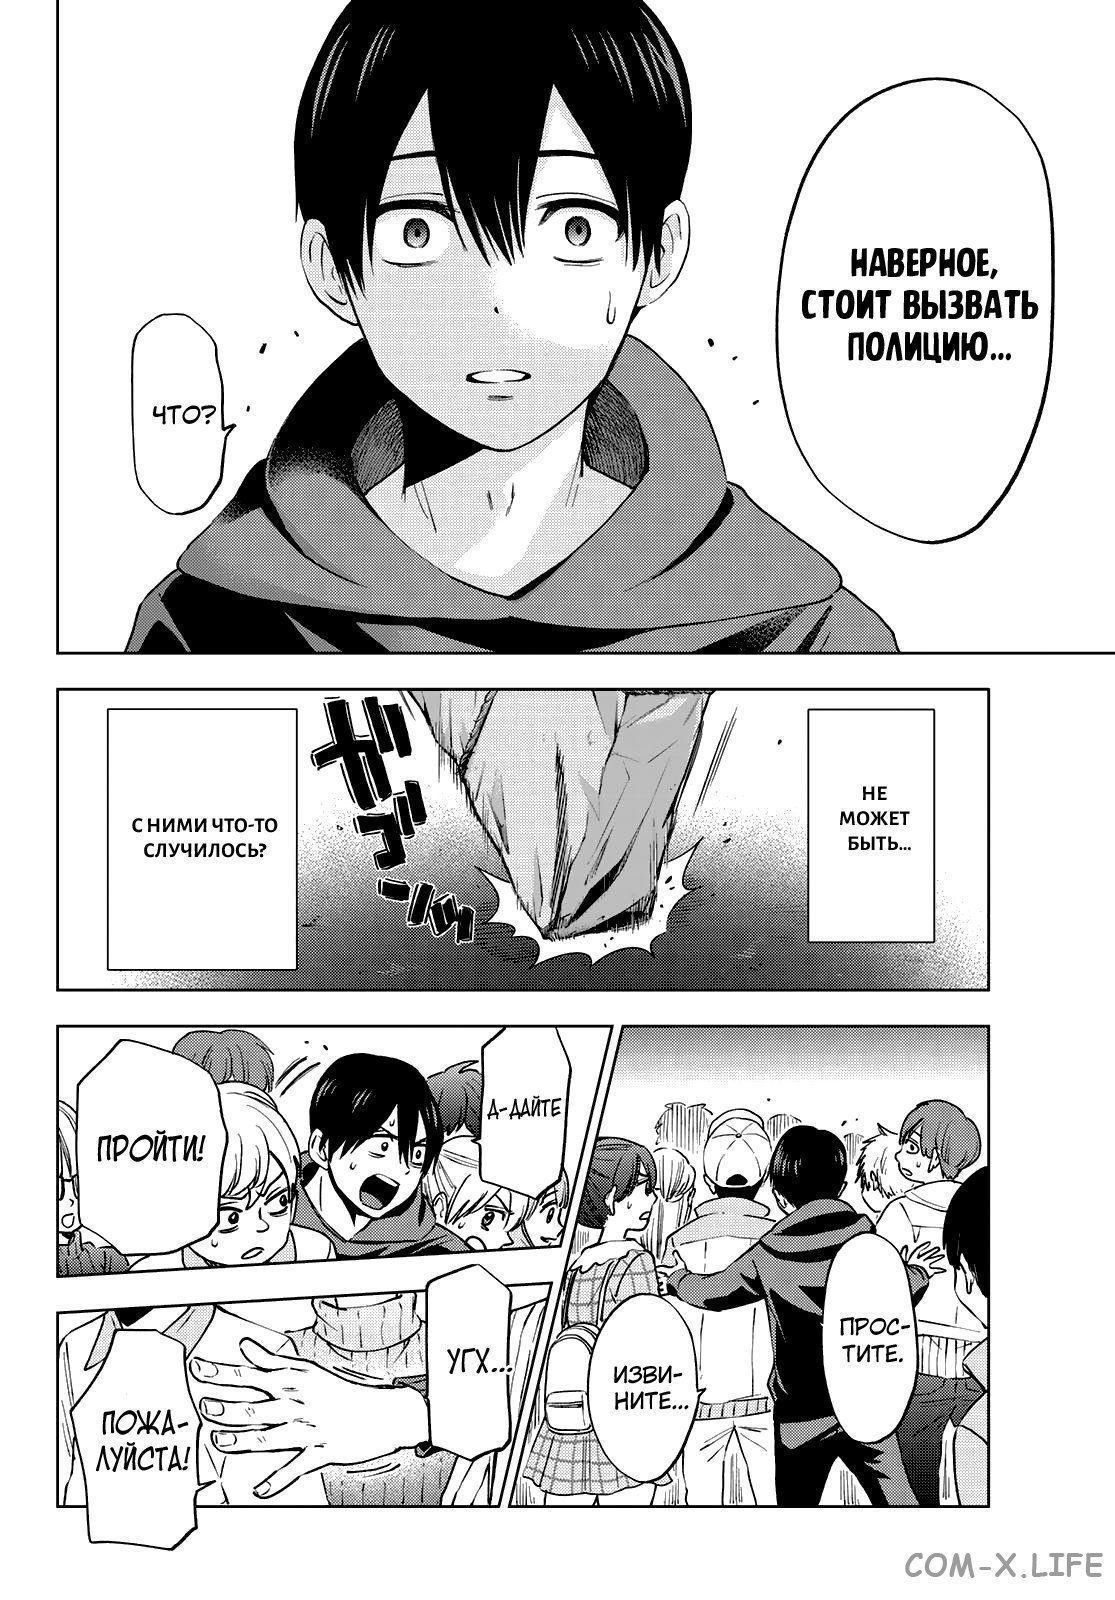 НАВЕРНОЕ,
СТОИТ ВЫЗВАТЬ
ПОЛИЦИЮ...
ЧТО?
НЕ
МОЖЕТ
БЫТЬ...
С НИМИ ЧТО-ТО
СЛУЧИЛОСЬ?
ПРОС-
ТИТЕ.
ИЗВИ-
НИТЕ...
Д-ДАЙТЕ
ПРОЙТИ!
УГХ...
ПОЖА-
ЛУЙСТА!
COM-X.LIFE